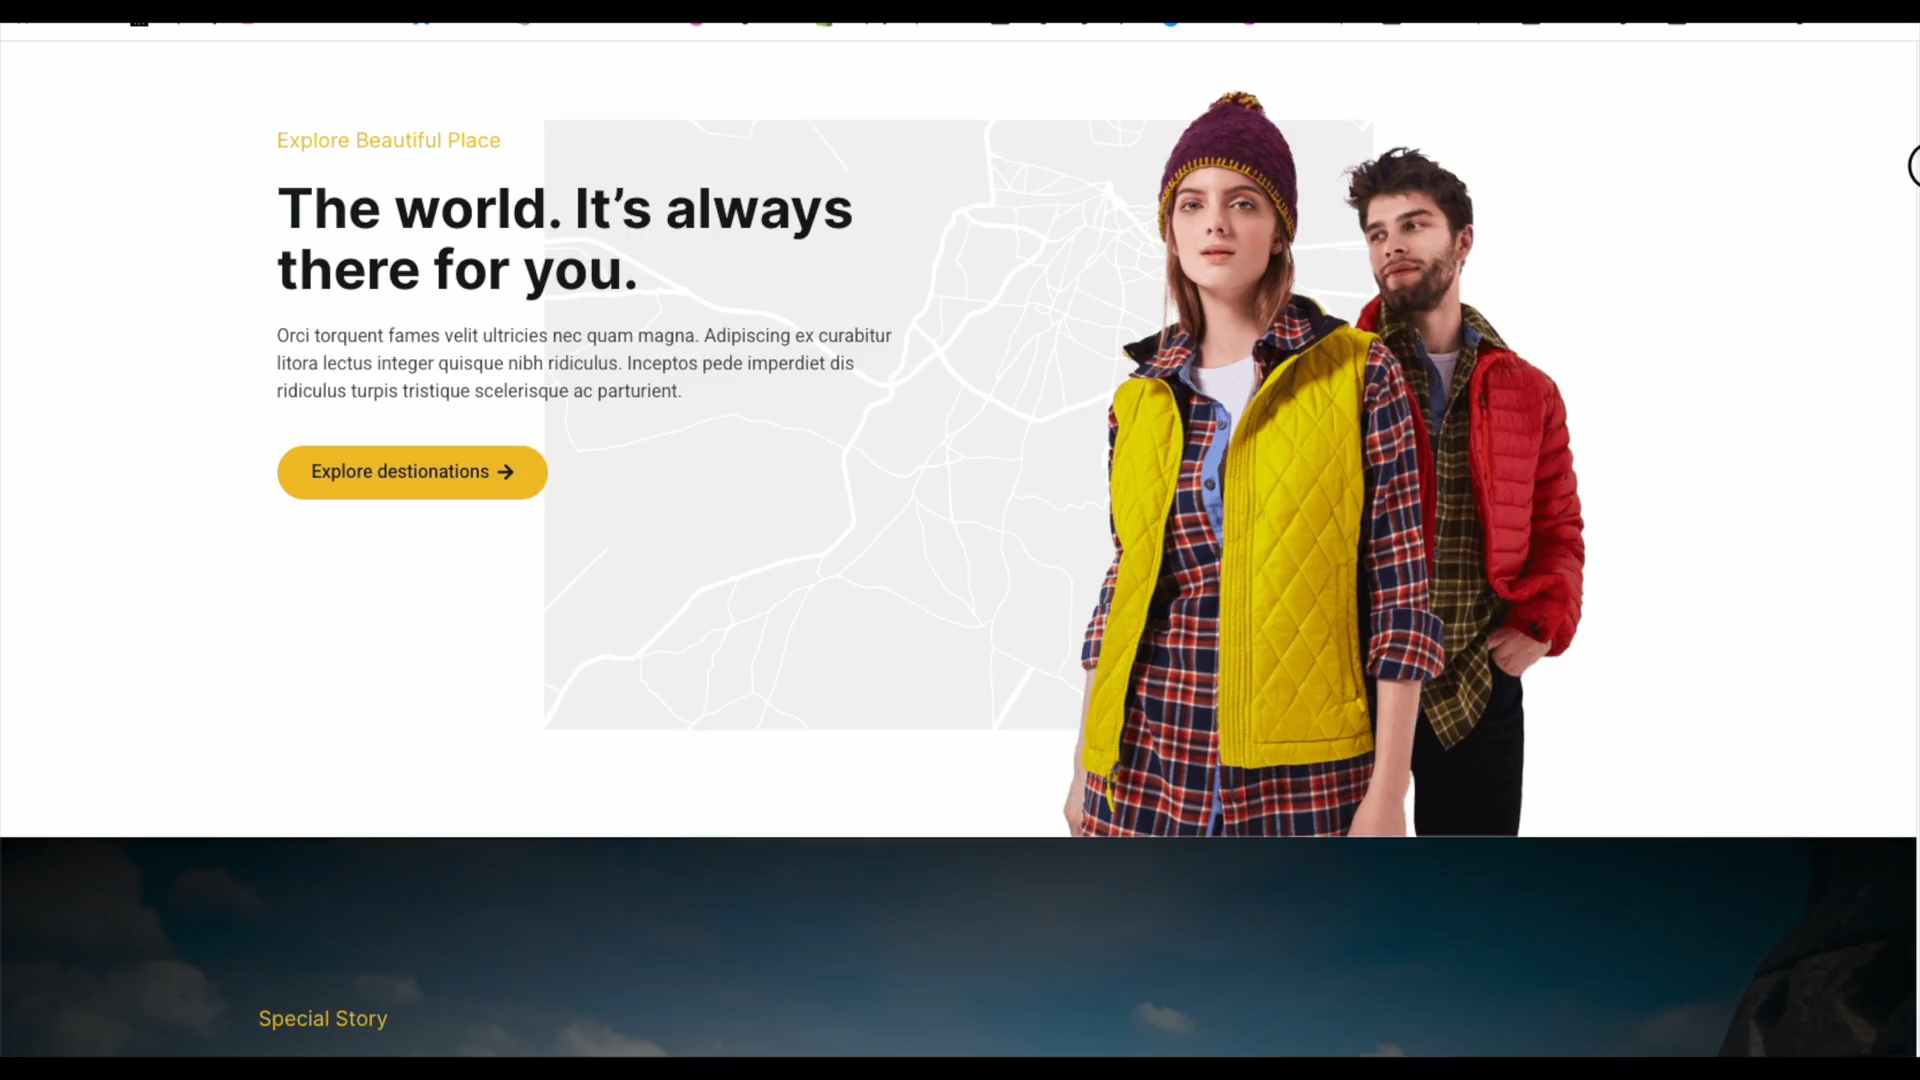 Explore Beautiful Place
The world. It’s always
there for you.
Orci torquent fames velit ultricies nec quam magna. Adipiscing ex curabitur
litora lectus integer quisque nibh ridiculus. Inceptos pede imperdiet dis
ridiculus turpis tristique scelerisque ac parturient.
Explore destionations →
Special Story